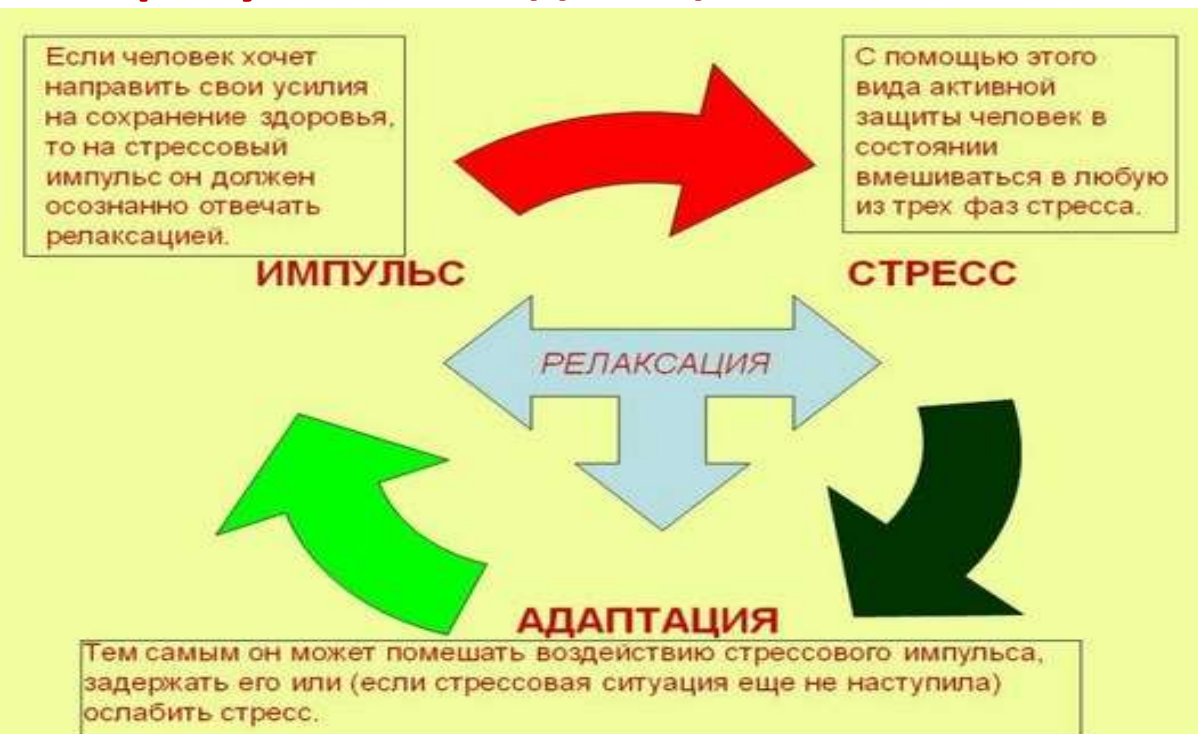 Если человек хочет
направить свои усилия
на сохранение здоровья,
то на стрессовый
импульс он должен
осознанно отвечать
релаксацией.
С помощью этого
вида активной
защиты человек в
состоянии
вмешиваться в любую
из трех фаз стресса.
ИМПУЛЬС
СТРЕСС
РЕЛАКСАЦИЯ
АДАПТАЦИЯ
Тем самым он может помешать воздействию стрессового импульса,
задержать его или (если стрессовая ситуация еще не наступила)
ослабить стресс.